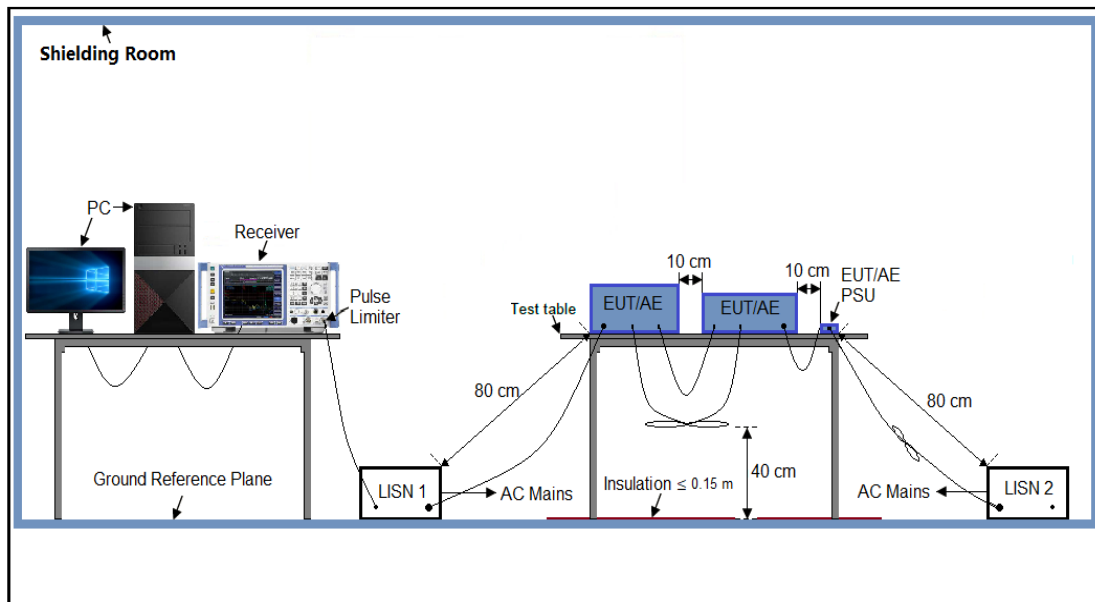 Shielding Room
PC
Receiver
Pulse
Limiter
10 cm
10 cm
EUT/AE
PSU
Test table
EUT/AE
EUT/AE
80 cm
80 cm
40 cm
Ground Reference Plane
LISN 1
AC Mains
Insulation ≤ 0.15 m
AC Mains
LISN 2